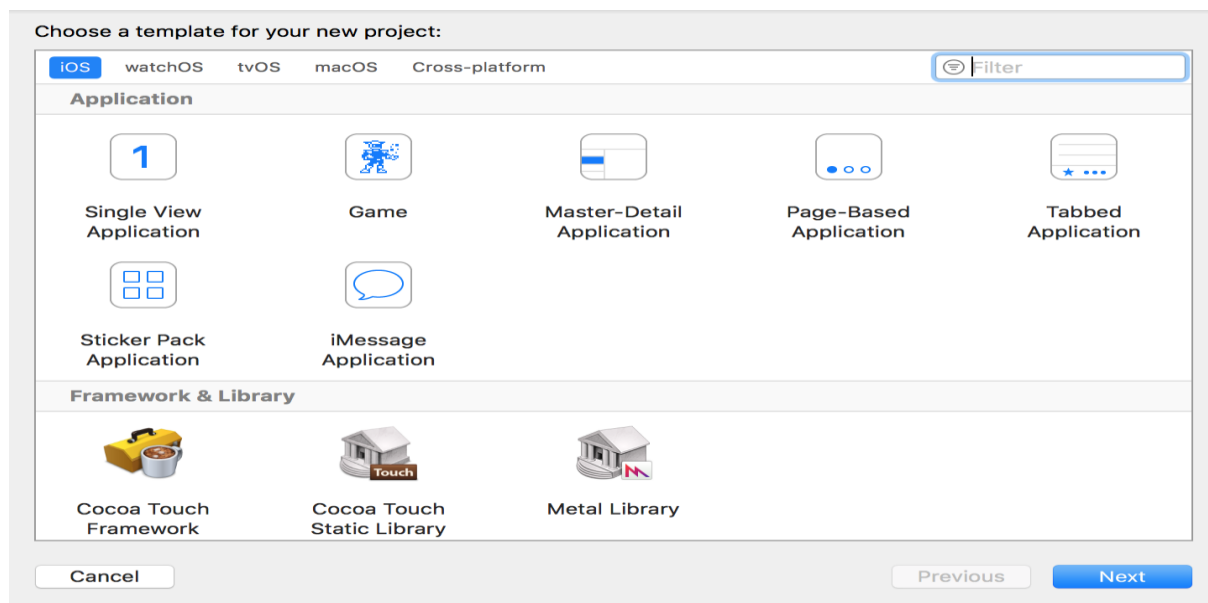 Choose a template for your new project:
iOS watchOS tvOS macOS Cross-platform Filter
Application
1
Single View Application
Game
Master-Detail Application
Page-Based Application
Tabbed Application
Sticker Pack Application
iMessage Application
Framework & Library
Touch
Cocoa Touch Framework
Cocoa Touch Static Library
Metal Library
Cancel Previous Next